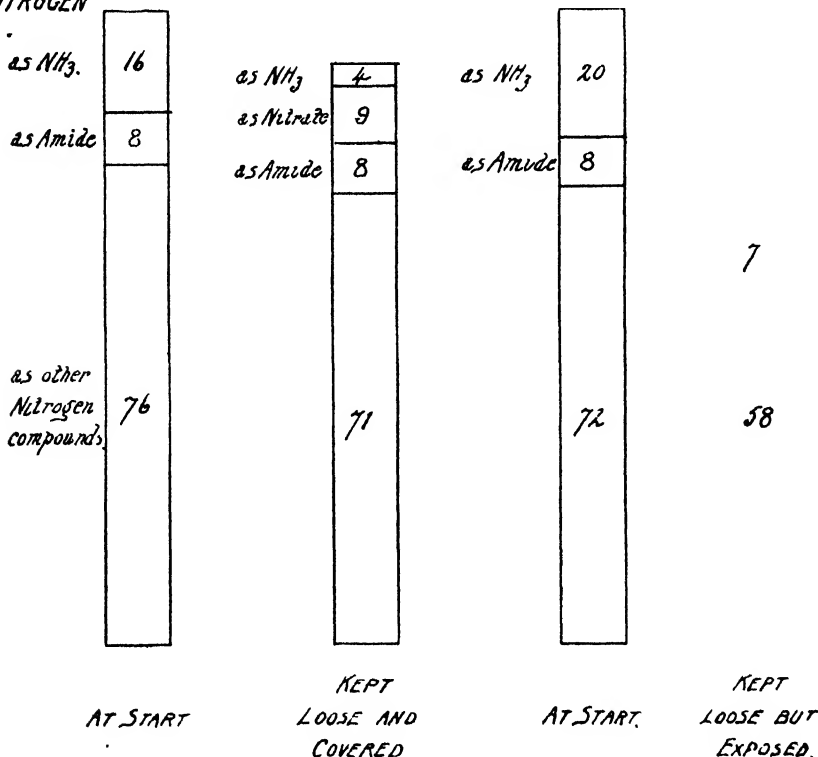 as NH₃. 16
as Amide 8
as other
Nitrogen
compounds. 76
AT START
as NH₃ 4
as Nitrate 9
as Amide 8
71
KEPT
LOOSE AND
COVERED
as NH₃ 20
as Amide 8
72
AT START.
7
58
KEPT
LOOSE BUT
EXPOSED.